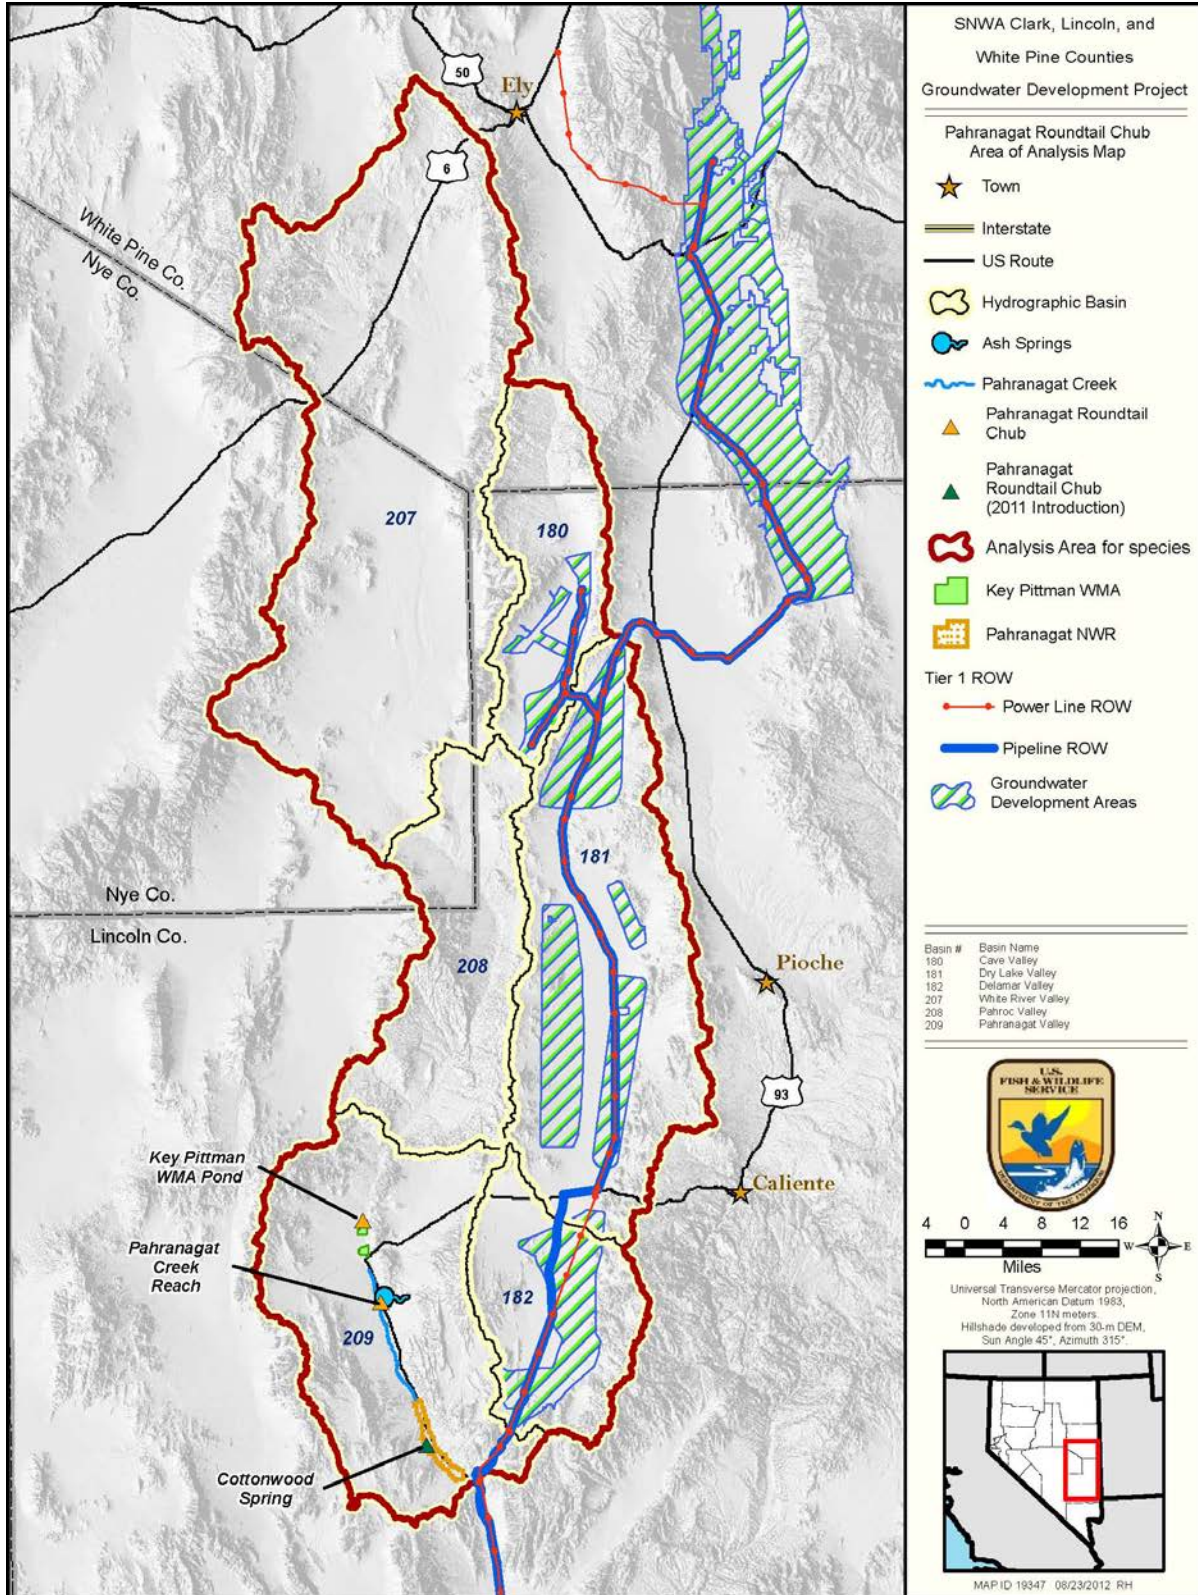 50
Ely
6
White Pine Co.
Nye Co.
207
180
181
Nye Co.
Lincoln Co.
208
Pioche
93
Key Pittman
WMA Pond
Caliente
Pahranagat
Creek
Reach
182
209
Cottonwood
Spring
SNWA Clark, Lincoln, and
White Pine Counties
Groundwater Development Project
Pahranagat Roundtail Chub
Area of Analysis Map
Town
Interstate
US Route
Hydrographic Basin
Ash Springs
Pahranagat Creek
Pahranagat Roundtail
Chub
Pahranagat
Roundtail Chub
(2011 Introduction)
Analysis Area for species
Key Pittman WMA
Pahranagat NWR
Tier 1 ROW
Power Line ROW
Pipeline ROW
Groundwater
Development Areas
Basin # Basin Name
180 Cave Valley
181 Dry Lake Valley
182 Delamar Valley
207 White River Valley
208 Pahroc Valley
209 Pahranagat Valley
U.S.
FISH & WILDLIFE
SERVICE
DEPARTMENT OF THE INTERIOR
4 0 4 8 12 16
Miles
N
W E
S
Universal Transverse Mercator projection,
North American Datum 1983,
Zone 11N meters.
Hillshade developed from 30-m DEM,
Sun Angle 45°, Azimuth 315°.
MAP ID 19347 08/23/2012 RH